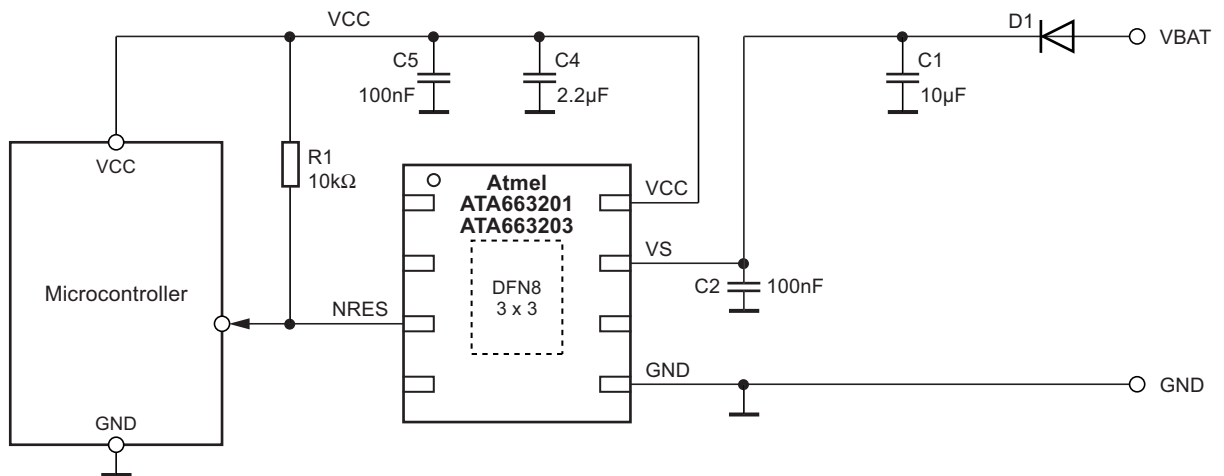 VCC
D1
VBAT
C5
100nF
C4
2.2µF
C1
10µF
VCC
R1
10kΩ
Atmel
ATA663201
ATA663203
VCC
VS
DFN8
3 x 3
C2
100nF
Microcontroller
NRES
GND
GND
GND